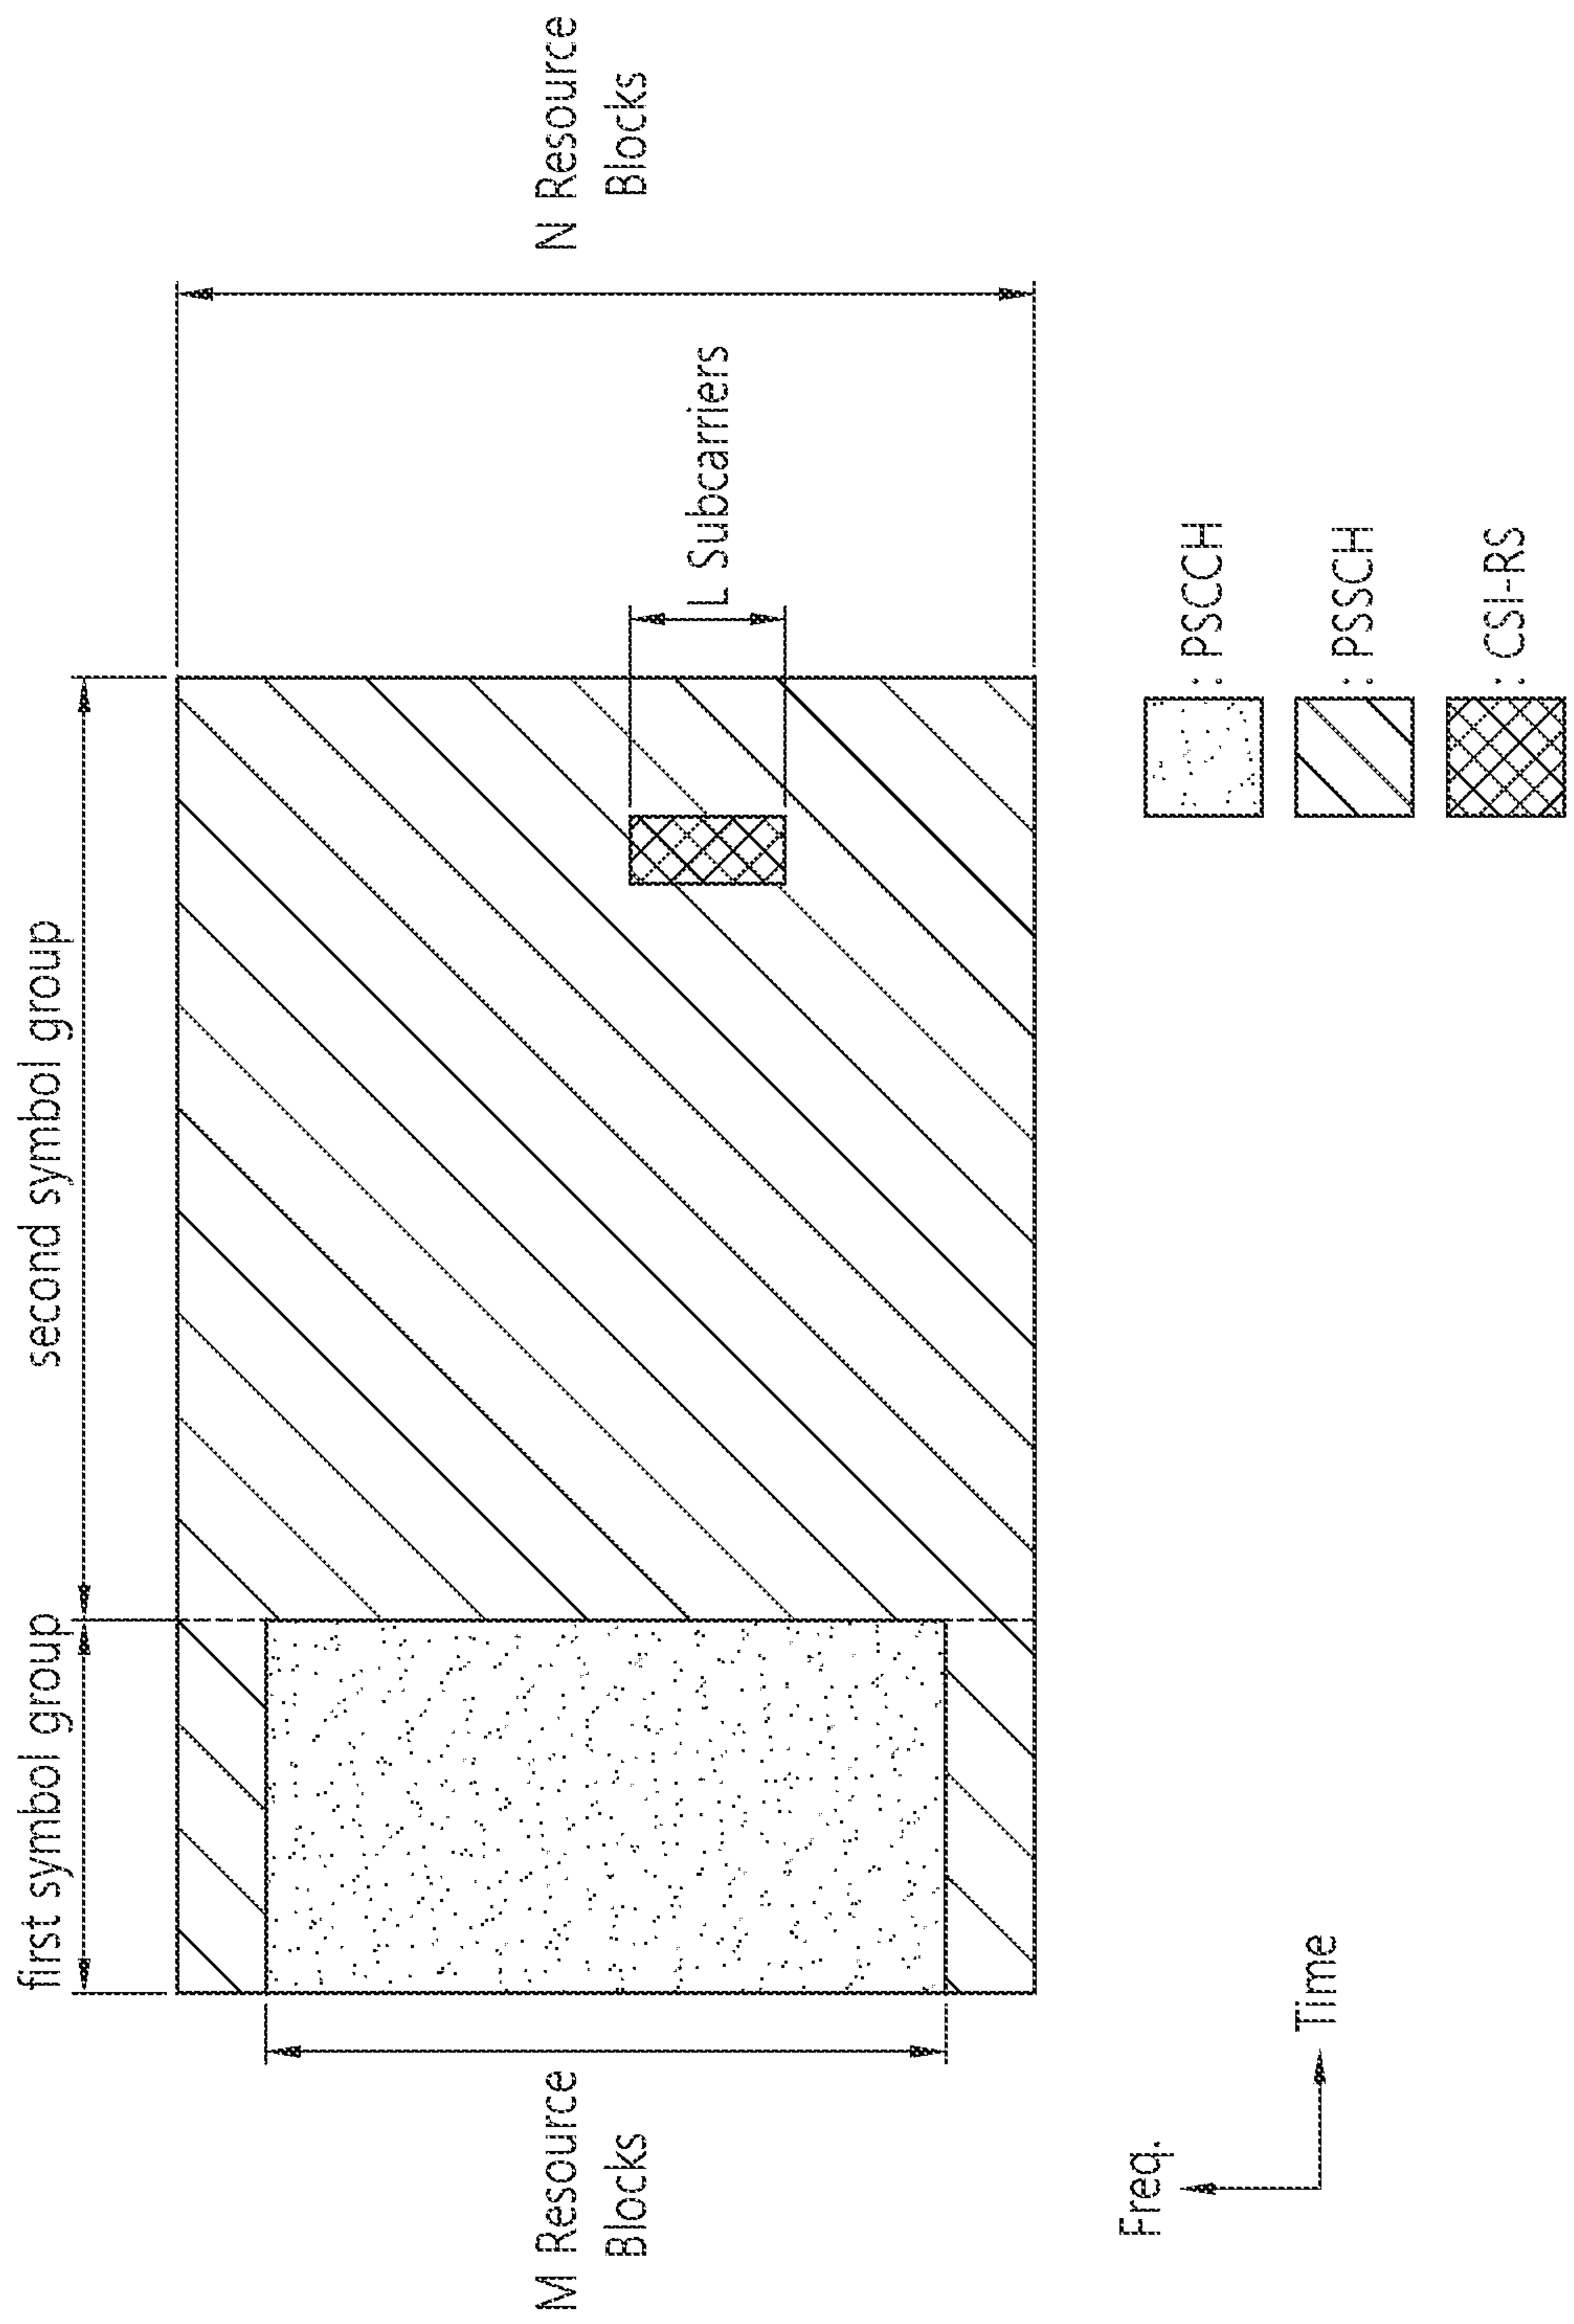 first symbol group
second symbol group
M Resource
Blocks
N Resource
Blocks
L Subcarriers
Freq.
Time
: PSCCH
: PSSCH
: CSI-RS